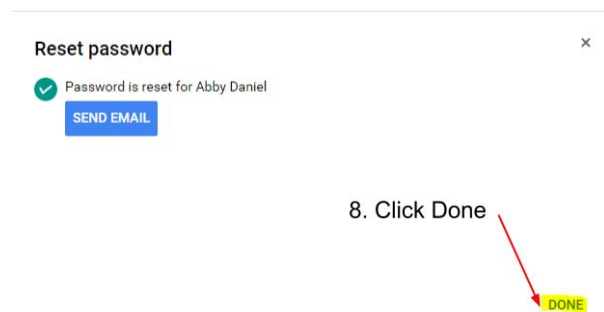 Reset password
×
Password is reset for Abby Daniel
SEND EMAIL
8. Click Done
DONE